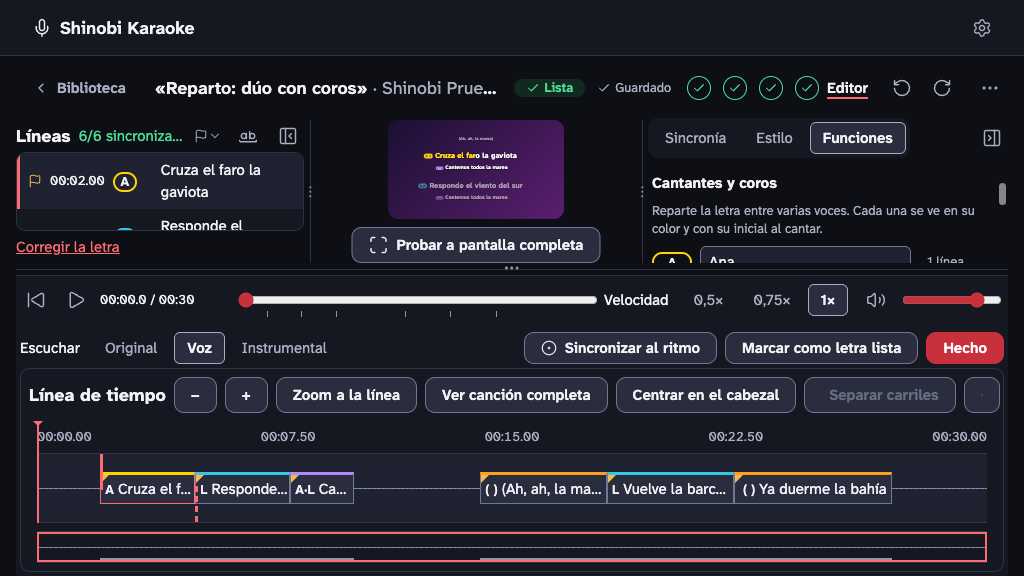 Shinobi Karaoke
Biblioteca
«Reparto: dúo con coros» · Shinobi Prue...
Lista
Guardado
Editor
Líneas 6/6 sincroniza...
ab
00:02.00 A Cruza el faro la gaviota
Responde el
Corregir la letra
(Ah, ah, la marea)
Cruza el faro la gaviota
Cantemos todos la marea
Responde el viento del sur
Cantemos todos la marea
Probar a pantalla completa
Sincronía Estilo Funciones
Cantantes y coros
Reparte la letra entre varias voces. Cada una se ve en su
color y con su inicial al cantar.
A Ana 1 línea
00:00.0 / 00:30
Velocidad 0,5× 0,75× 1×
Escuchar Original Voz Instrumental
Sincronizar al ritmo
Marcar como letra lista
Hecho
Línea de tiempo − + Zoom a la línea Ver canción completa Centrar en el cabezal Separar carriles
00:00.00 00:07.50 00:15.00 00:22.50 00:30.00
A Cruza el f... L Responde... A·L Ca... ( ) (Ah, ah, la ma... L Vuelve la barc... ( ) Ya duerme la bahía